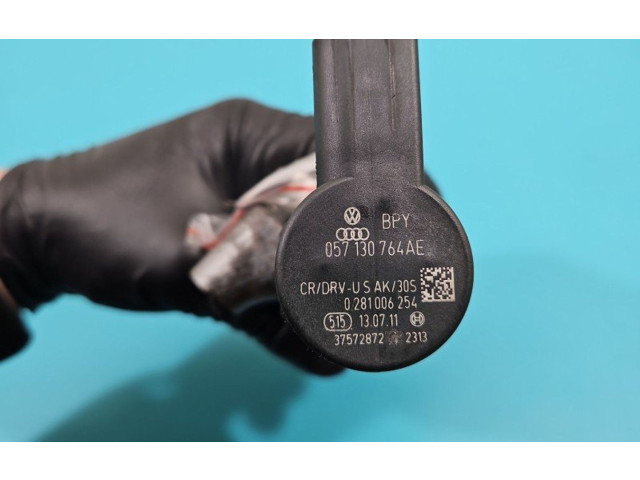 BPY
057 130 764AE
CR/DRV-U S AK/30S
0 281 006 254
515 13.07.11
37572872 2313